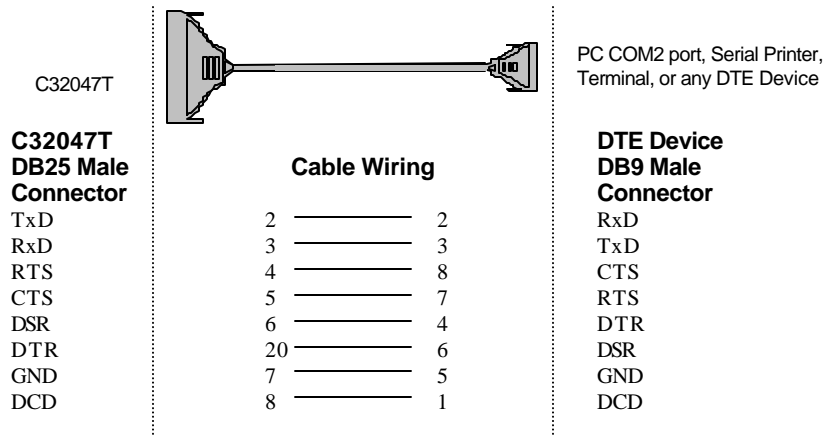 C32047T
PC COM2 port, Serial Printer,
Terminal, or any DTE Device
C32047T
DB25 Male
Connector
Cable Wiring
DTE Device
DB9 Male
Connector
TxD 2 2 RxD
RxD 3 3 TxD
RTS 4 8 CTS
CTS 5 7 RTS
DSR 6 4 DTR
DTR 20 6 DSR
GND 7 5 GND
DCD 8 1 DCD